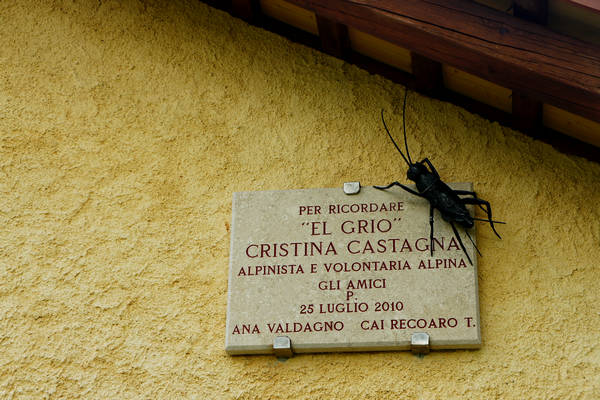 PER RICORDARE
"EL GRIO"
CRISTINA CASTAGNA
ALPINISTA E VOLONTARIA ALPINA
GLI AMICI
P.
25 LUGLIO 2010
ANA VALDAGNO CAI RECOARO T.